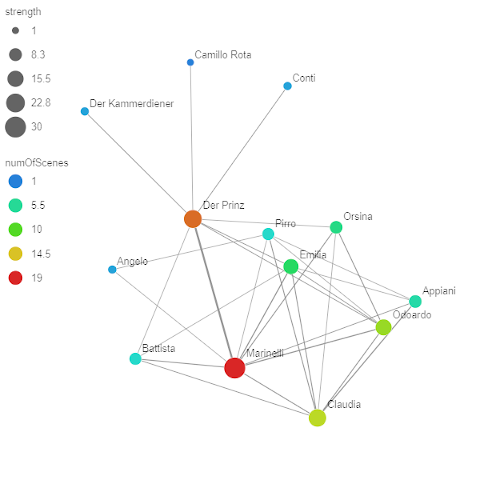 strength
1
8.3
15.5
22.8
30
numOfScenes
1
5.5
10
14.5
19
Camillo Rota
Conti
Der Kammerdiener
Der Prinz
Pirro
Orsina
Emilia
Angelo
Appiani
Odoardo
Battista
Marinelli
Claudia